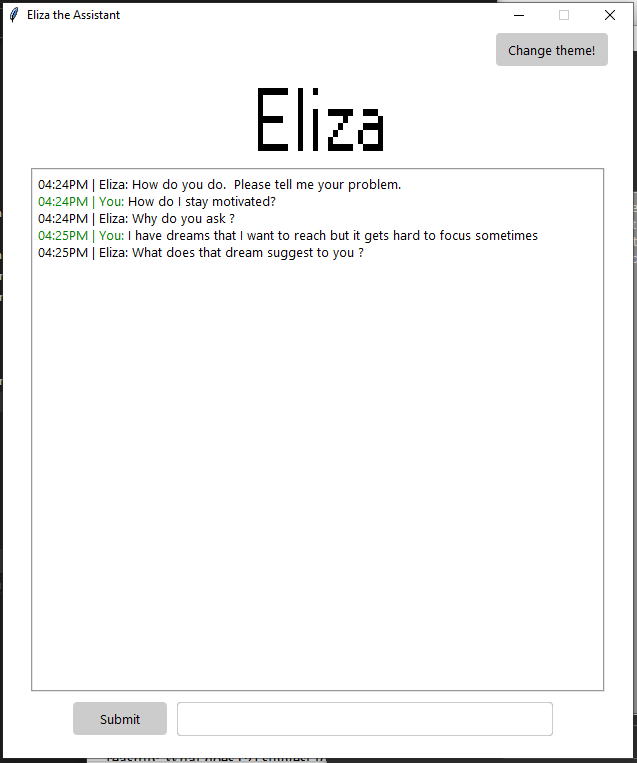 Eliza the Assistant
Change theme!
Eliza
04:24PM | Eliza: How do you do.  Please tell me your problem.
04:24PM | You: How do I stay motivated?
04:24PM | Eliza: Why do you ask ?
04:25PM | You: I have dreams that I want to reach but it gets hard to focus sometimes
04:25PM | Eliza: What does that dream suggest to you ?
Submit